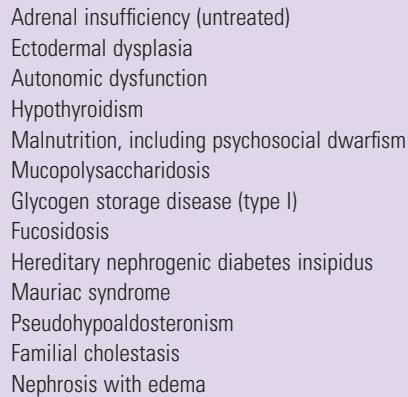 Adrenal insufficiency (untreated)
Ectodermal dysplasia
Autonomic dysfunction
Hypothyroidism
Malnutrition, including psychosocial dwarfism
Mucopolysaccharidosis
Glycogen storage disease (type I)
Fucosidosis
Hereditary nephrogenic diabetes insipidus
Mauriac syndrome
Pseudohypoaldosteronism
Familial cholestasis
Nephrosis with edema